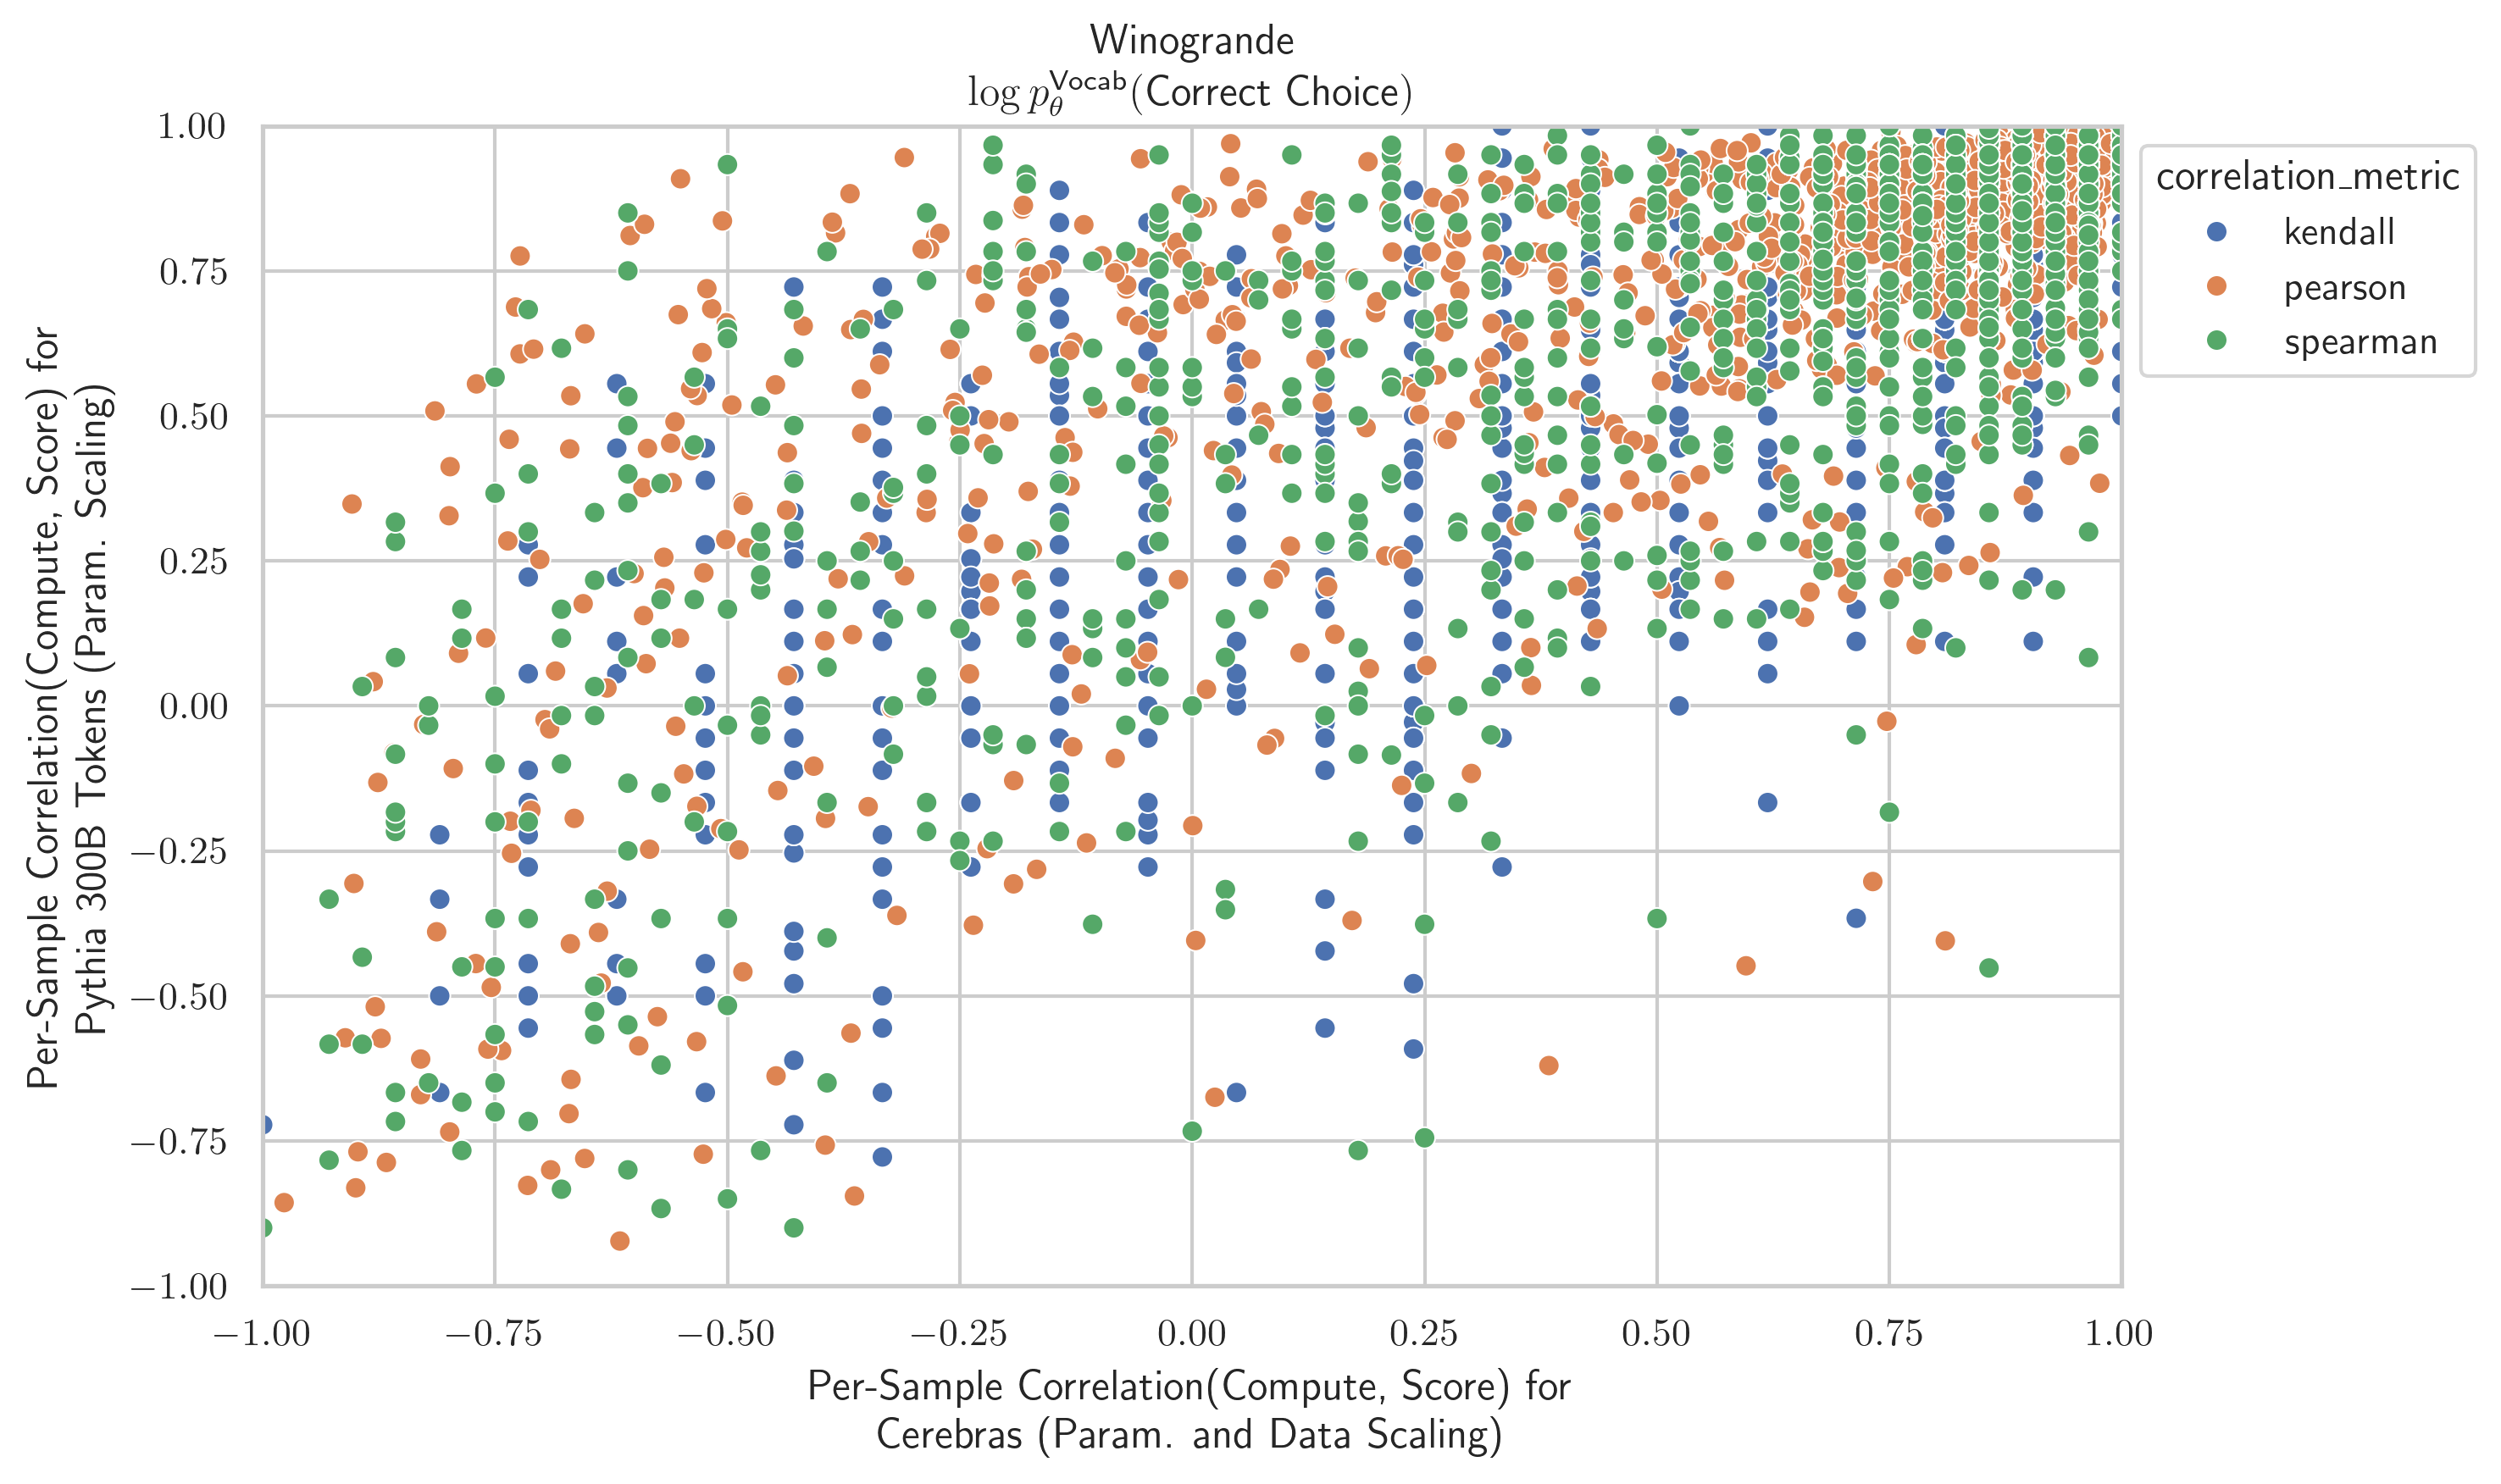 Winogrande
log p_θ^Vocab(Correct Choice)
correlation_metric
kendall
pearson
spearman
Per-Sample Correlation(Compute, Score) for
Pythia 300B Tokens (Param. Scaling)
1.00
0.75
0.50
0.25
0.00
−0.25
−0.50
−0.75
−1.00
−1.00 −0.75 −0.50 −0.25 0.00 0.25 0.50 0.75 1.00
Per-Sample Correlation(Compute, Score) for
Cerebras (Param. and Data Scaling)